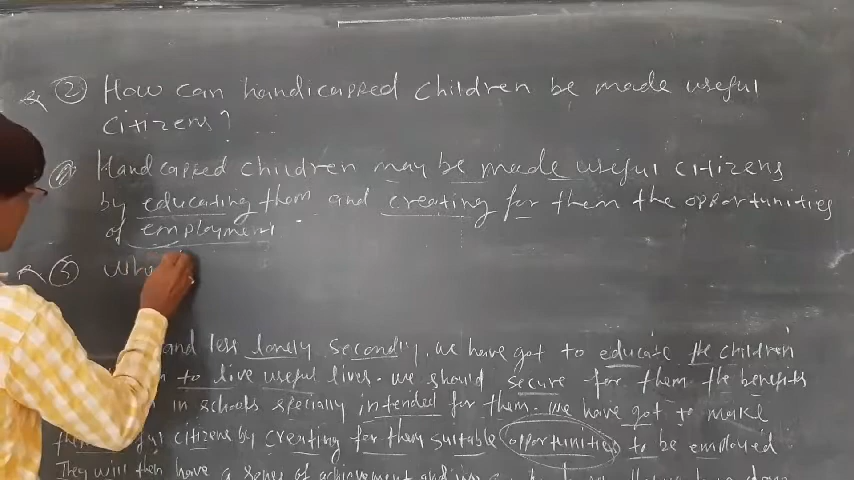 Q ② How can handicapped children be made useful
citizens?
Handicapped children may be made useful citizens
by educating them and creating for them the opportunities
of employment.
Q ③ Wh
and less lonely secondly, we have got to educate the children
to live useful lives. We should secure for them the benefits
in schools specially intended for them. We have got to make
citizens by creating for them suitable opportunities to be employed.
They will then have a sense of achievement and